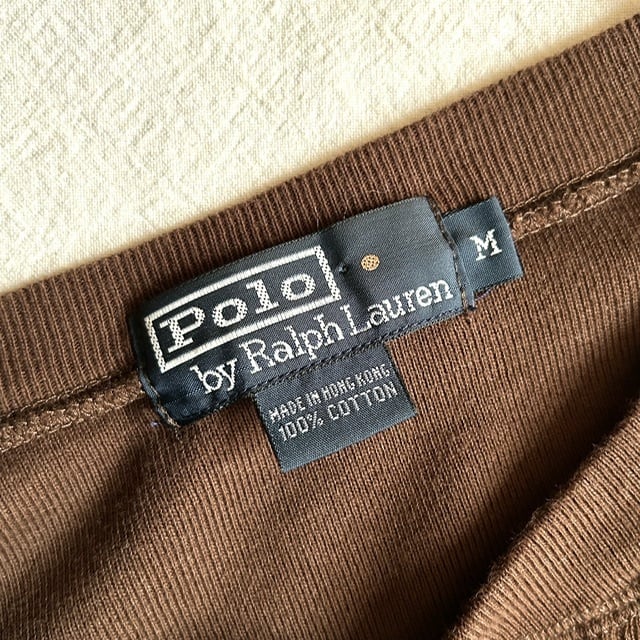 Polo
by Ralph Lauren
M
MADE IN HONG KONG
100% COTTON